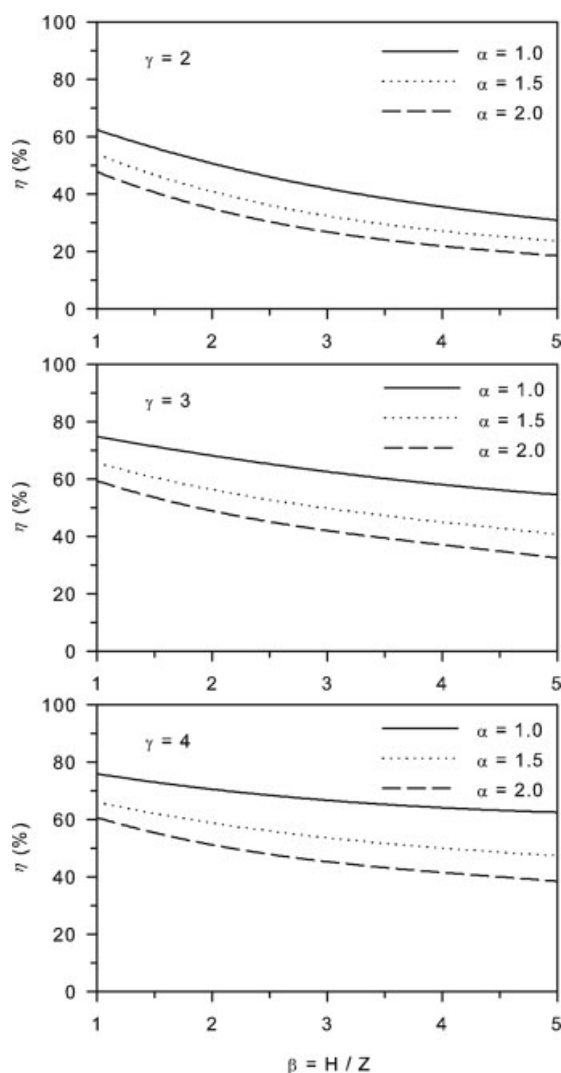 100
γ = 2
α = 1.0
80
α = 1.5
α = 2.0
60
η (%)
40
20
0
1 2 3 4 5
100
γ = 3
α = 1.0
80
α = 1.5
α = 2.0
60
η (%)
40
20
0
1 2 3 4 5
100
γ = 4
α = 1.0
80
α = 1.5
α = 2.0
60
η (%)
40
20
0
1 2 3 4 5
β = H / Z